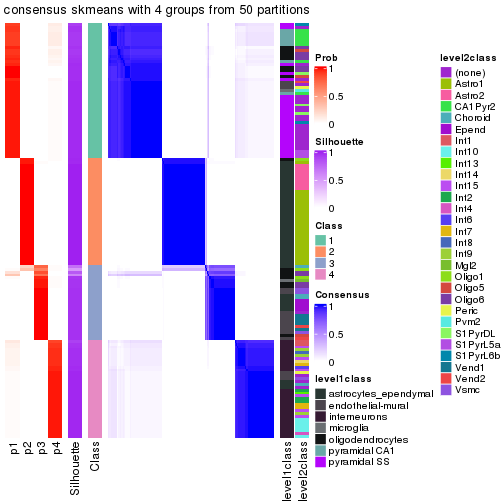 consensus skmeans with 4 groups from 50 partitions
p1
p2
p3
p4
Silhouette
Class
level1class
level2class
Prob
1
0.5
0
Silhouette
1
0.5
0
Class
1
2
3
4
Consensus
1
0.5
0
level1class
astrocytes_ependymal
endothelial-mural
interneurons
microglia
oligodendrocytes
pyramidal CA1
pyramidal SS
level2class
(none)
Astro1
Astro2
CA1Pyr2
Choroid
Epend
Int1
Int10
Int13
Int14
Int15
Int2
Int4
Int6
Int7
Int8
Int9
Mgl2
Oligo1
Oligo5
Oligo6
Peric
Pvm2
S1PyrDL
S1PyrL5a
S1PyrL6b
Vend1
Vend2
Vsmc